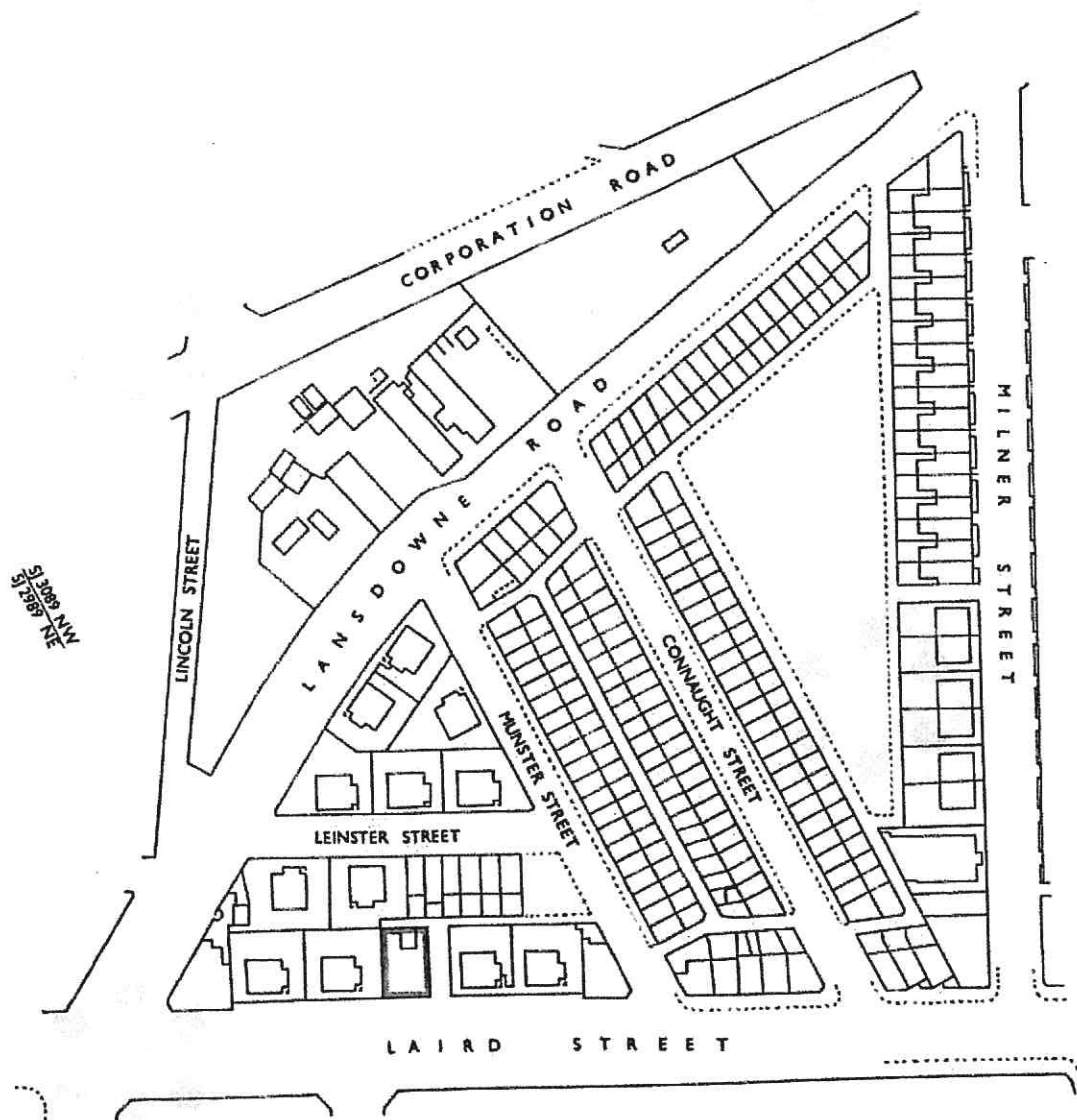 CORPORATION ROAD
LANSDOWNE ROAD
MILNER STREET
SJ 3089 NW
SJ 2989 NE
LINCOLN STREET
CONNAUGHT STREET
MUNSTER STREET
LEINSTER STREET
LAIRD STREET